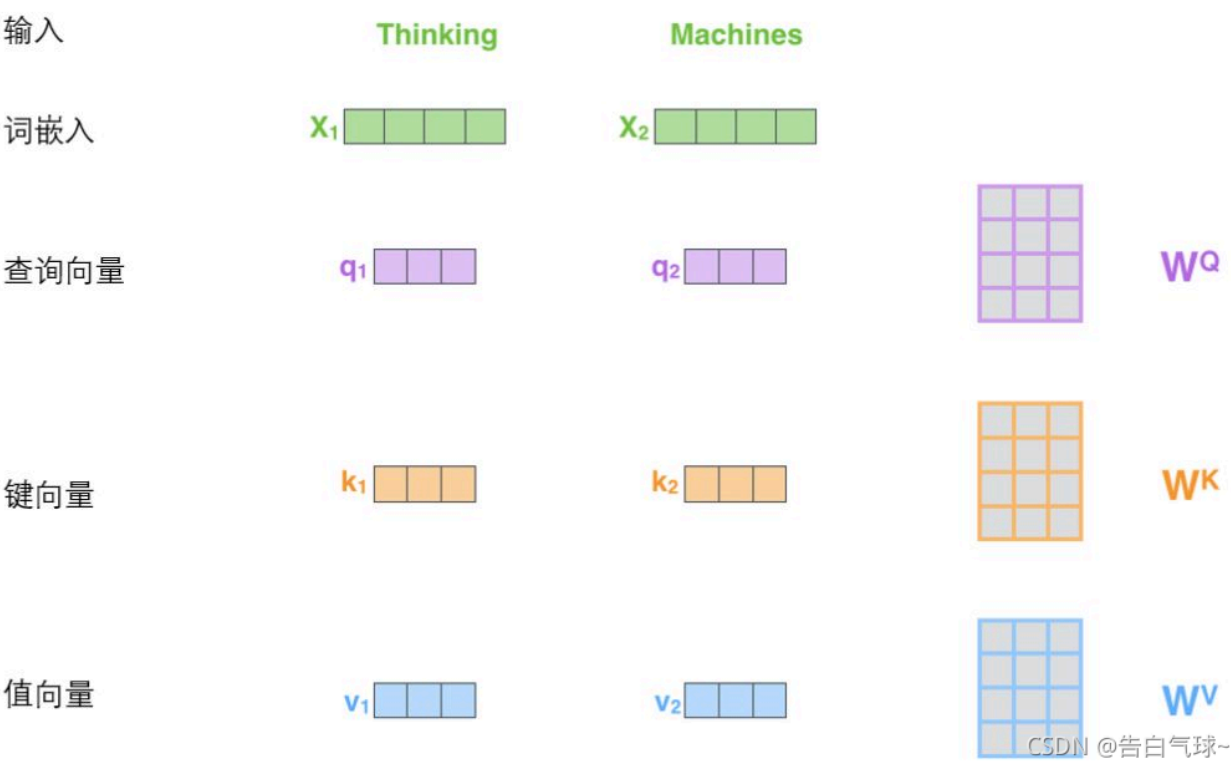 输入 Thinking Machines
词嵌入 X1 X2
查询向量 q1 q2 WQ
键向量 k1 k2 WK
值向量 v1 v2 WV
CSDN @告白气球~